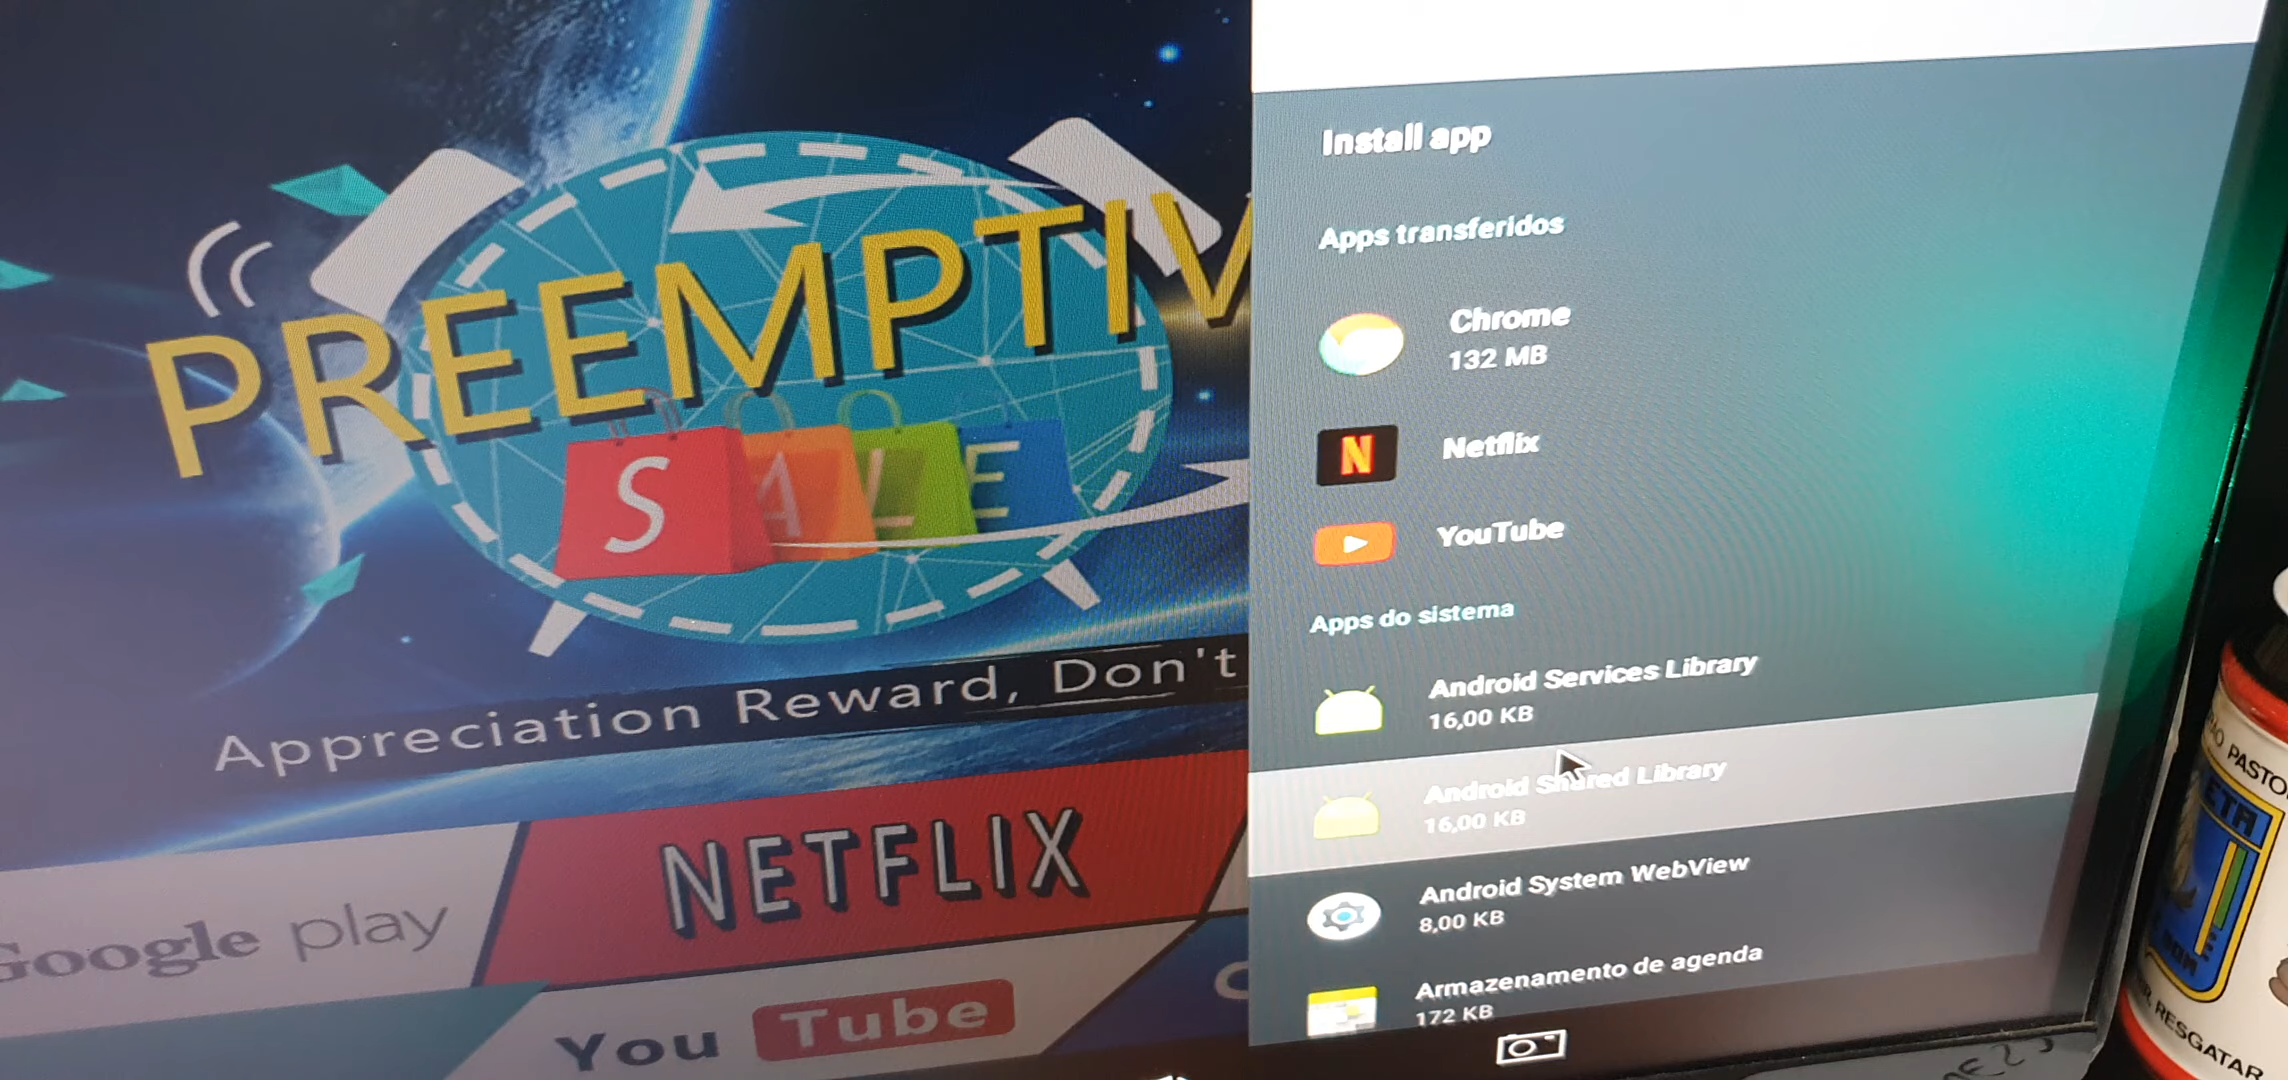 PREEMPTIV
SALE
Appreciation Reward, Don't
Google play
NETFLIX
You Tube
Install app
Apps transferidos
Chrome
132 MB
N
Netflix
YouTube
Apps do sistema
Android Services Library
16,00 KB
Android Shared Library
16,00 KB
Android System WebView
8,00 KB
Armazenamento de agenda
172 KB
PASTO
RESGATAR